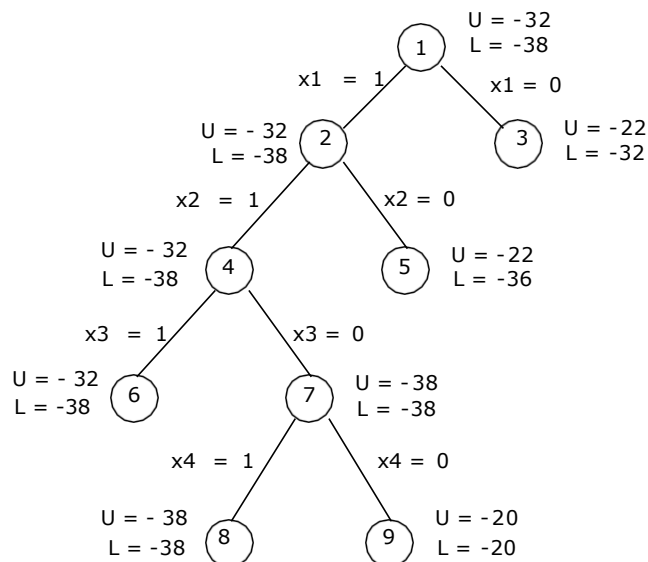 U = -32
1
L = -38
x1 = 1
x1 = 0
U = - 32
2
L = -38
3
U = -22
L = -32
x2 = 1
x2 = 0
U = - 32
L = -38
4
5
U = -22
L = -36
x3 = 1
x3 = 0
U = - 32
L = -38
6
7
U = -38
L = -38
x4 = 1
x4 = 0
U = - 38
L = -38
8
9
U = -20
L = -20